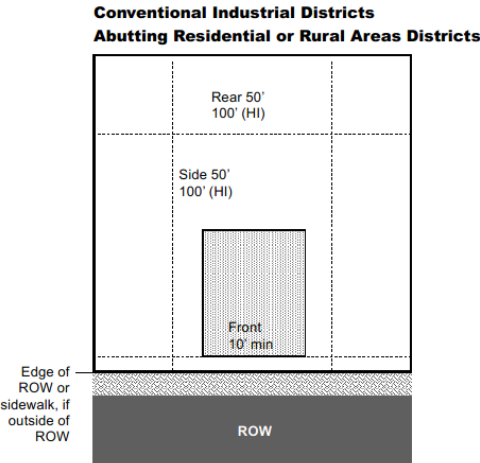 Conventional Industrial Districts
Abutting Residential or Rural Areas Districts
Rear 50'
100' (HI)
Side 50'
100' (HI)
Front
10' min
Edge of
ROW or
sidewalk, if
outside of
ROW
ROW